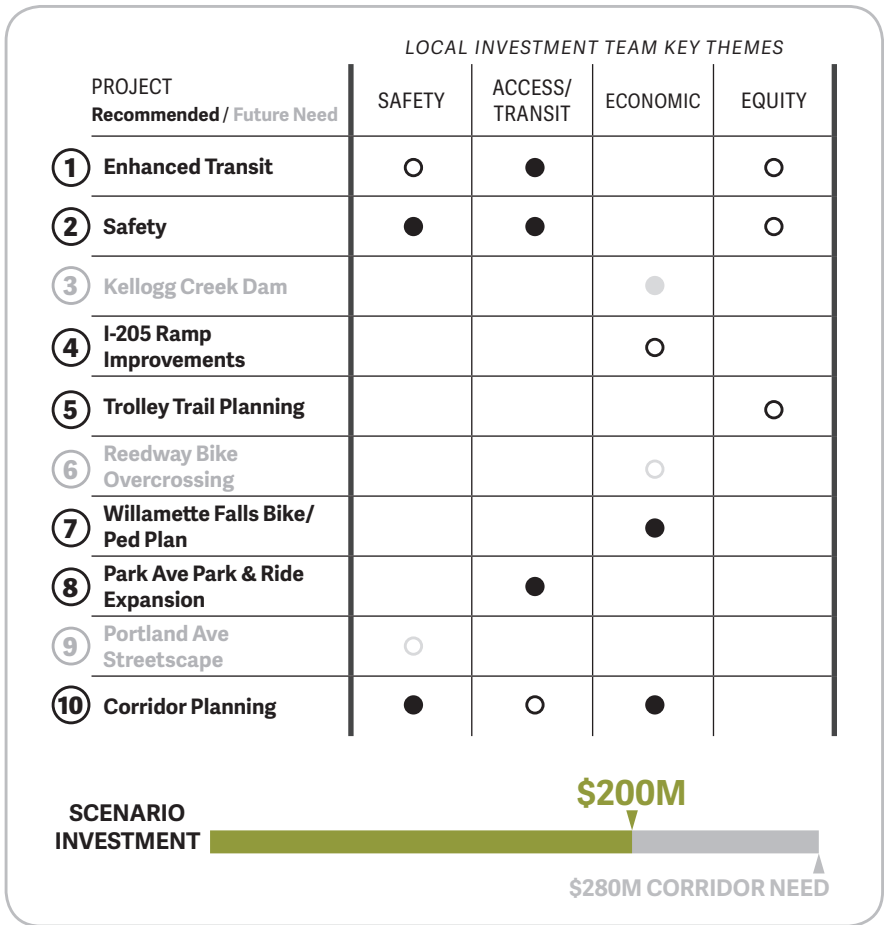 LOCAL INVESTMENT TEAM KEY THEMES
PROJECT
Recommended / Future Need
SAFETY
ACCESS/
TRANSIT
ECONOMIC
EQUITY
1 Enhanced Transit
2 Safety
3 Kellogg Creek Dam
4 I-205 Ramp
Improvements
5 Trolley Trail Planning
6 Reedway Bike
Overcrossing
7 Willamette Falls Bike/
Ped Plan
8 Park Ave Park & Ride
Expansion
9 Portland Ave
Streetscape
10 Corridor Planning
$200M
SCENARIO
INVESTMENT
$280M CORRIDOR NEED